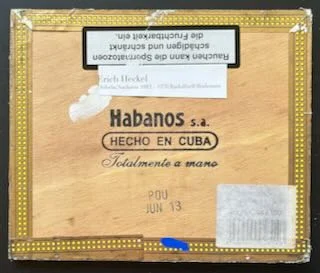 Rauchen kann die Spermatozoen
schädigen und schränkt
die Fruchtbarkeit ein.
Erich Heckel
Habanos s.a.
HECHO EN CUBA
Totalmente a mano
POU
JUN 13